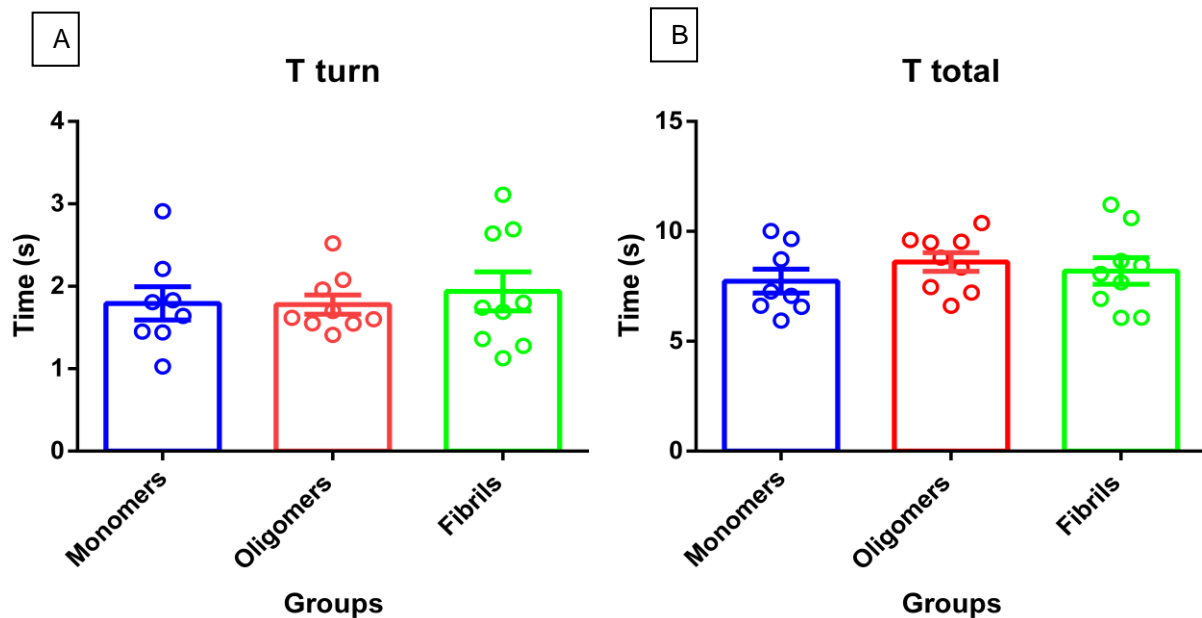 A
T turn
Time (s)
4
3
2
1
0
Monomers
Oligomers
Fibrils
Groups
B
T total
Time (s)
15
10
5
0
Monomers
Oligomers
Fibrils
Groups